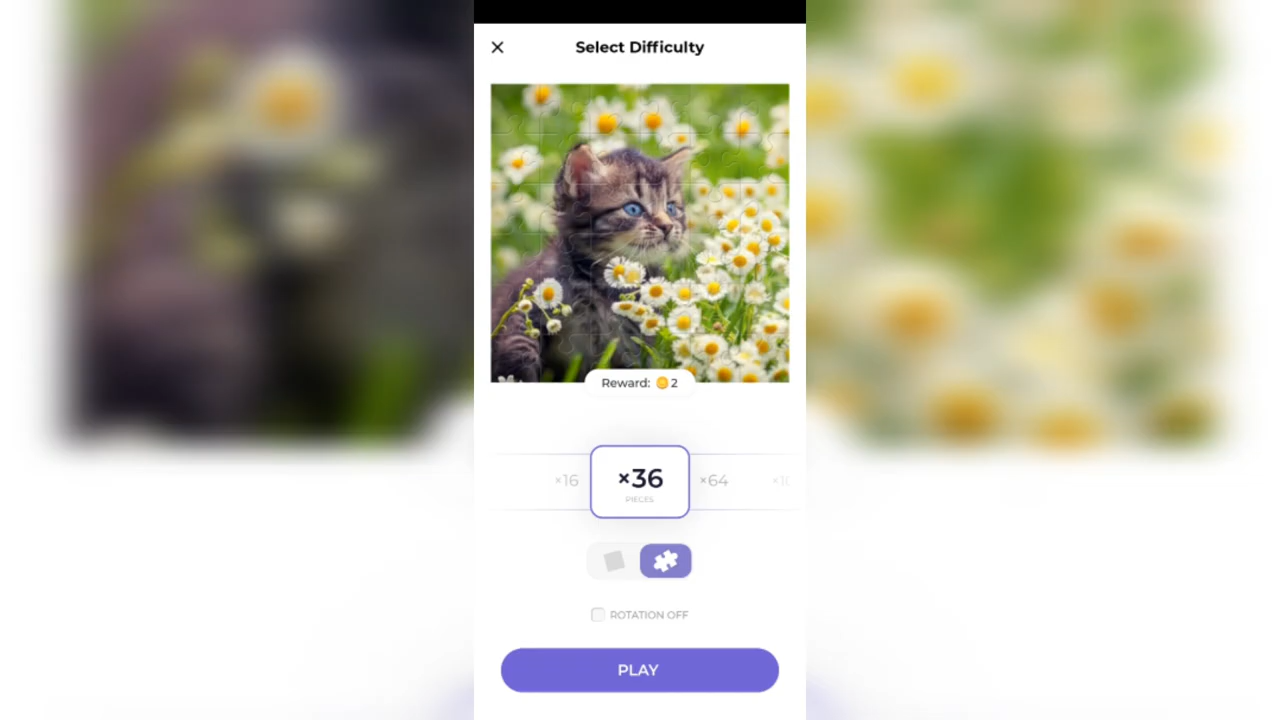 Select Difficulty
Reward: 2
×16
×36
×64
PIECES
ROTATION OFF
PLAY